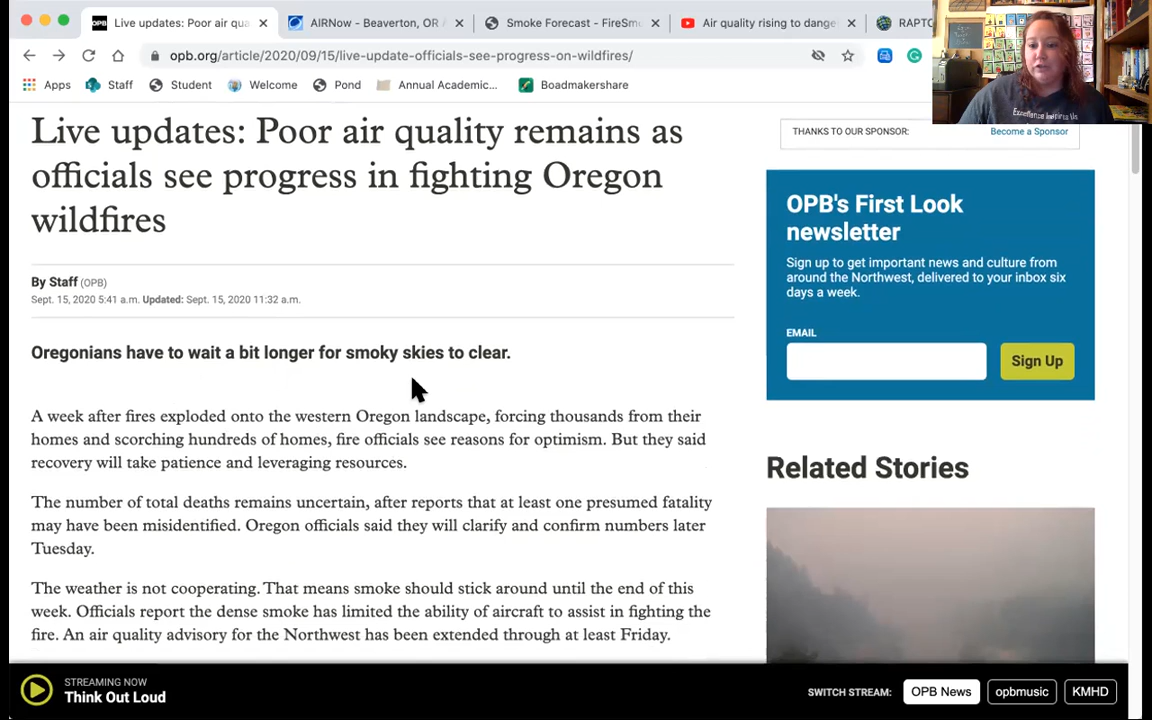 OPB Live updates: Poor air qua
AIRNow - Beaverton, OR
Smoke Forecast - FireSm
Air quality rising to dange
RAPTO
opb.org/article/2020/09/15/live-update-officials-see-progress-on-wildfires/
Apps Staff Student Welcome Pond Annual Academic... Boadmakershare
Live updates: Poor air quality remains as
officials see progress in fighting Oregon
wildfires
By Staff (OPB)
Sept. 15, 2020 5:41 a.m. Updated: Sept. 15, 2020 11:32 a.m.
Oregonians have to wait a bit longer for smoky skies to clear.
A week after fires exploded onto the western Oregon landscape, forcing thousands from their
homes and scorching hundreds of homes, fire officials see reasons for optimism. But they said
recovery will take patience and leveraging resources.
The number of total deaths remains uncertain, after reports that at least one presumed fatality
may have been misidentified. Oregon officials said they will clarify and confirm numbers later
Tuesday.
The weather is not cooperating. That means smoke should stick around until the end of this
week. Officials report the dense smoke has limited the ability of aircraft to assist in fighting the
fire. An air quality advisory for the Northwest has been extended through at least Friday.
THANKS TO OUR SPONSOR: Become a Sponsor
OPB's First Look
newsletter
Sign up to get important news and culture from
around the Northwest, delivered to your inbox six
days a week.
EMAIL
Sign Up
Related Stories
STREAMING NOW
Think Out Loud
SWITCH STREAM: OPB News opbmusic KMHD